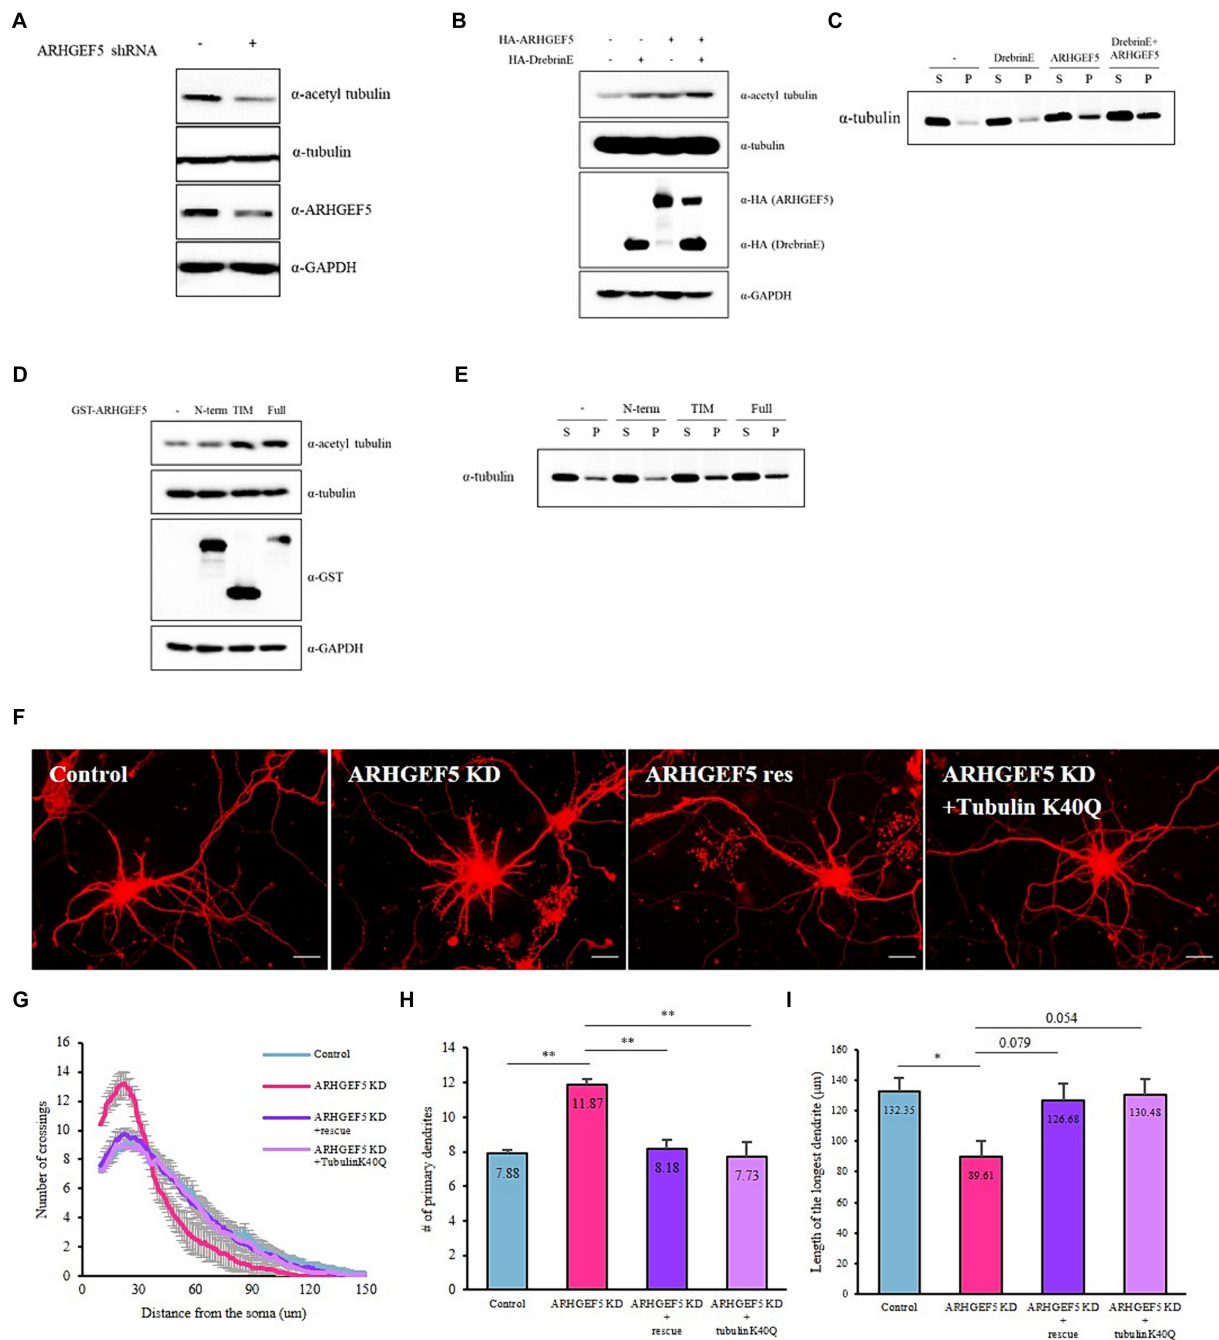 A
ARHGEF5 shRNA - +
α-acetyl tubulin
α-tubulin
α-ARHGEF5
α-GAPDH
B
HA-ARHGEF5 - - + +
HA-DrebrinE - + - +
α-acetyl tubulin
α-tubulin
α-HA (ARHGEF5)
α-HA (DrebrinE)
α-GAPDH
C
- DrebrinE ARHGEF5 DrebrinE+
ARHGEF5
S P S P S P S P
α-tubulin
D
GST-ARHGEF5 - N-term TIM Full
α-acetyl tubulin
α-tubulin
α-GST
α-GAPDH
E
- N-term TIM Full
S P S P S P S P
α-tubulin
F
Control
ARHGEF5 KD
ARHGEF5 res
ARHGEF5 KD
+Tubulin K40Q
G
Number of crossings
16
14
12
10
8
6
4
2
0
0 30 60 90 120 150
Distance from the soma (um)
Control
ARHGEF5 KD
ARHGEF5 KD
+rescue
ARHGEF5 KD
+TubulinK40Q
H
# of primary dendrites
14
12
10
8
6
4
2
0
**
**
**
7.88
11.87
8.18
7.73
Control
ARHGEF5 KD
ARHGEF5 KD
+
rescue
ARHGEF5 KD
+
tubulinK40Q
I
Length of the longest dendrite (µm)
160
140
120
100
80
60
40
20
0
0.054
0.079
*
132.35
89.61
126.68
130.48
Control
ARHGEF5 KD
ARHGEF5 KD
+
rescue
ARHGEF5 KD
+
tubulinK40Q